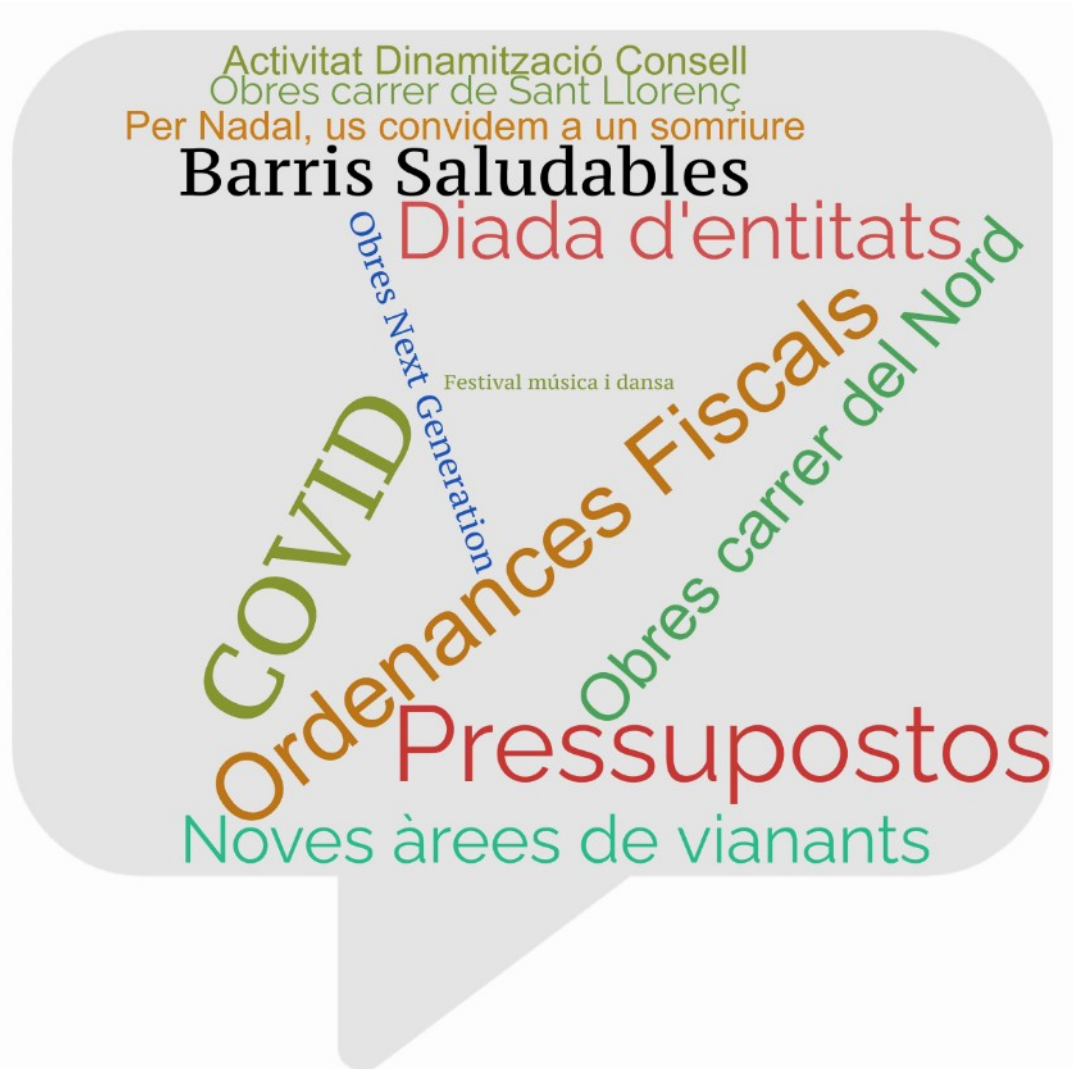 Activitat Dinamització Consell
Obres carrer de Sant Llorenç
Per Nadal, us convidem a un somriure
Barris Saludables
Diada d'entitats
Obres Next Generation
Festival música i dansa
COVID
Ordenances Fiscals
Obres carrer del Nord
Pressupostos
Noves àrees de vianants